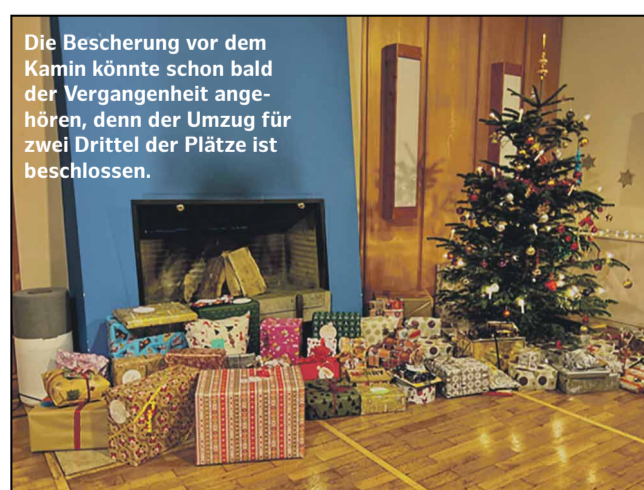 Die Bescherung vor dem
Kamin könnte schon bald
der Vergangenheit ange-
hören, denn der Umzug für
zwei Drittel der Plätze ist
beschlossen.